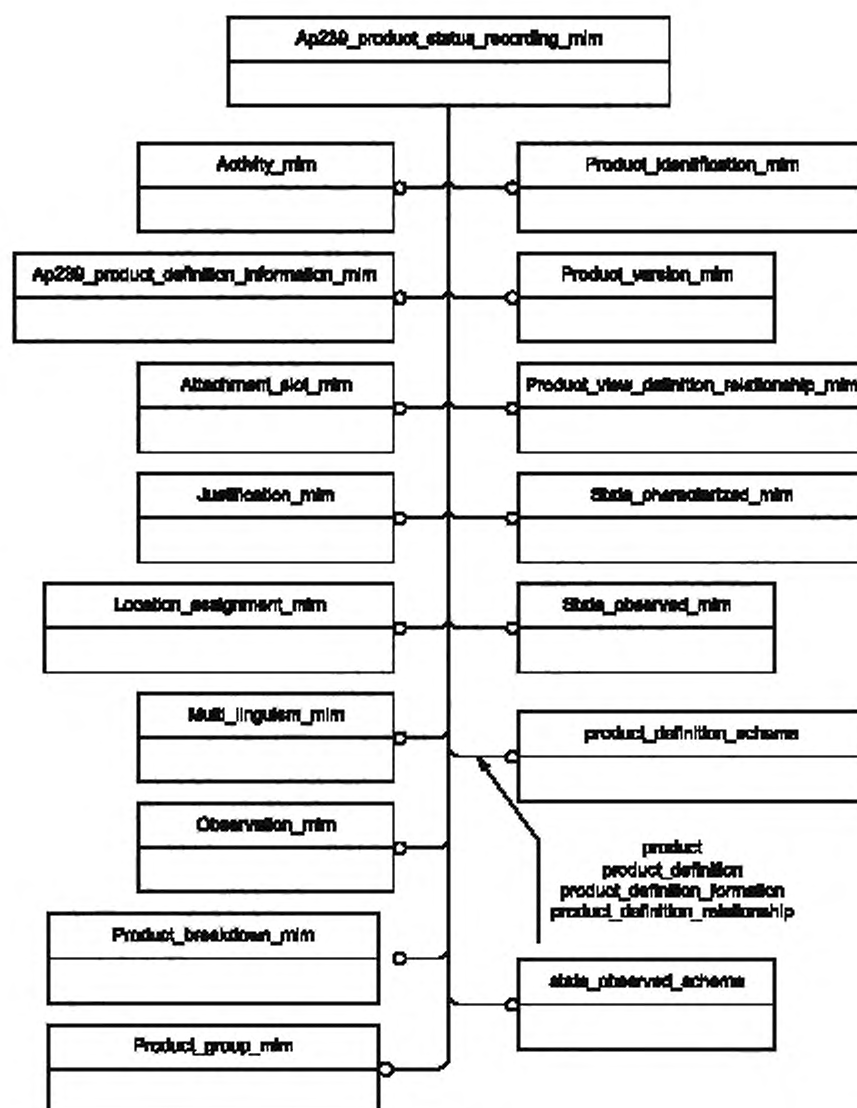 Ap239_product_status_recording_mim
Activity_mim
Product_identification_mim
Ap239_product_definition_information_mim
Product_version_mim
Attachment_slot_mim
Product_view_definition_relationship_mim
Justification_mim
State_characterized_mim
Location_assignment_mim
State_observed_mim
Multi_linguism_mim
product_definition_schema
Observation_mim
product
product_definition
product_definition_formation
product_definition_relationship
Product_breakdown_mim
state_observed_schema
Product_group_mim